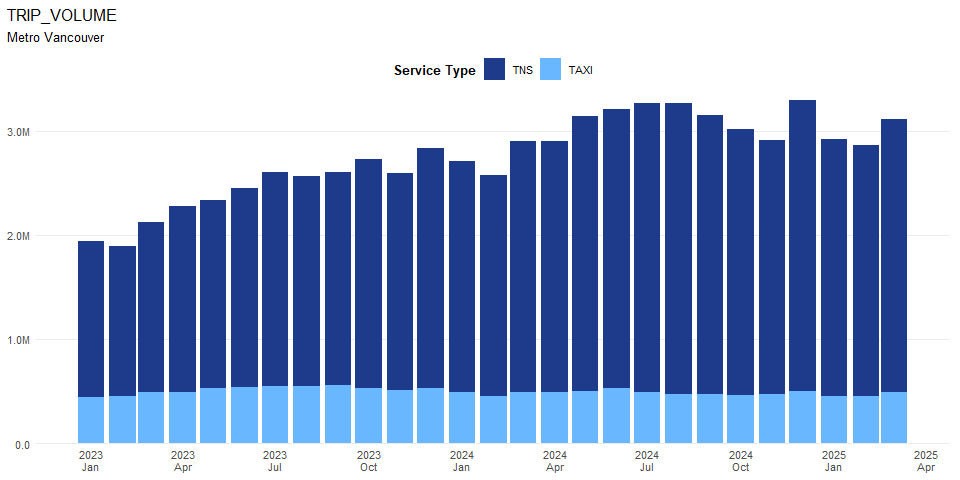 TRIP_VOLUME
Metro Vancouver
Service Type TNS TAXI
3.0M
2.0M
1.0M
0.0
2023 2023 2023 2023 2024 2024 2024 2024 2025 2025
Jan Apr Jul Oct Jan Apr Jul Oct Jan Apr